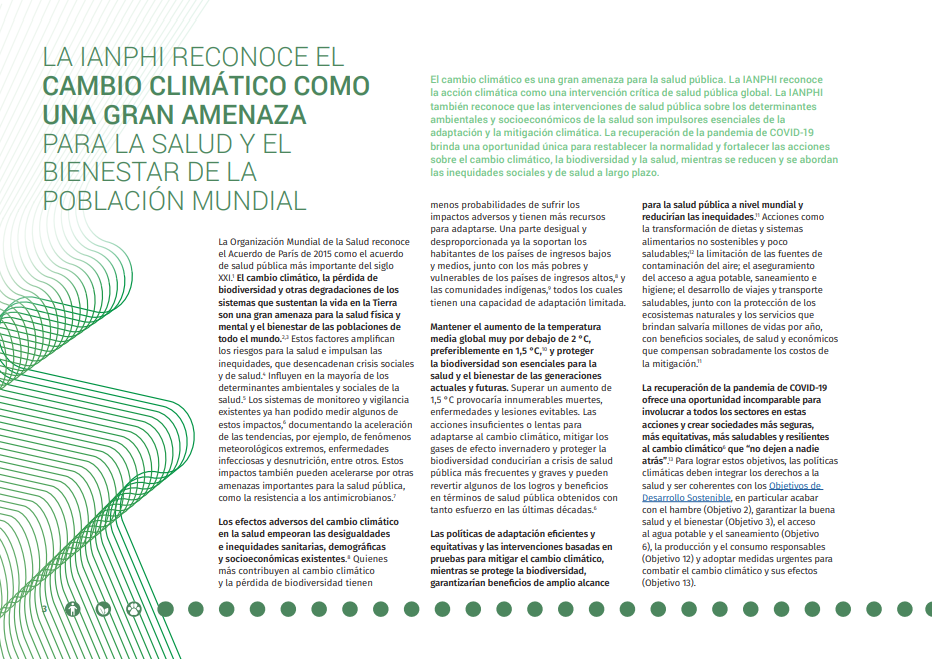 LA IANPHI RECONOCE EL
CAMBIO CLIMÁTICO COMO
UNA GRAN AMENAZA
PARA LA SALUD Y EL
BIENESTAR DE LA
POBLACIÓN MUNDIAL
El cambio climático es una gran amenaza para la salud pública. La IANPHI reconoce
la acción climática como una intervención crítica de salud pública global. La IANPHI
también reconoce que las intervenciones de salud pública sobre los determinantes
ambientales y socioeconómicos de la salud son impulsores esenciales de la
adaptación y la mitigación climática. La recuperación de la pandemia de COVID-19
brinda una oportunidad única para restablecer la normalidad y fortalecer las acciones
sobre el cambio climático, la biodiversidad y la salud, mientras se reducen y se abordan
las inequidades sociales y de salud a largo plazo.
La Organización Mundial de la Salud reconoce
el Acuerdo de París de 2015 como el acuerdo
de salud pública más importante del siglo
XXI.¹ El cambio climático, la pérdida de
biodiversidad y otras degradaciones de los
sistemas que sustentan la vida en la Tierra
son una gran amenaza para la salud física y
mental y el bienestar de las poblaciones de
todo el mundo.²,³ Estos factores amplifican
los riesgos para la salud e impulsan las
inequidades, que desencadenan crisis sociales
y de salud.⁴ Influyen en la mayoría de los
determinantes ambientales y sociales de la
salud.⁵ Los sistemas de monitoreo y vigilancia
existentes ya han podido medir algunos de
estos impactos,⁶ documentando la aceleración
de las tendencias, por ejemplo, de fenómenos
meteorológicos extremos, enfermedades
infecciosas y desnutrición, entre otros. Estos
impactos también pueden acelerarse por otras
amenazas importantes para la salud pública,
como la resistencia a los antimicrobianos.⁷
Los efectos adversos del cambio climático
en la salud empeoran las desigualdades
e inequidades sanitarias, demográficas
y socioeconómicas existentes.⁸ Quienes
más contribuyen al cambio climático
y la pérdida de biodiversidad tienen
menos probabilidades de sufrir los
impactos adversos y tienen más recursos
para adaptarse. Una parte desigual y
desproporcionada ya la soportan los
habitantes de los países de ingresos bajos
y medios, junto con los más pobres y
vulnerables de los países de ingresos altos,⁸ y
las comunidades indígenas,⁹ todos los cuales
tienen una capacidad de adaptación limitada.
Mantener el aumento de la temperatura
media global muy por debajo de 2 °C,
preferiblemente en 1,5 °C,¹⁰ y proteger
la biodiversidad son esenciales para la
salud y el bienestar de las generaciones
actuales y futuras. Superar un aumento de
1,5 °C provocaría innumerables muertes,
enfermedades y lesiones evitables. Las
acciones insuficientes o lentas para
adaptarse al cambio climático, mitigar los
gases de efecto invernadero y proteger la
biodiversidad conducirían a crisis de salud
pública más frecuentes y graves y pueden
revertir algunos de los logros y beneficios
en términos de salud pública obtenidos con
tanto esfuerzo en las últimas décadas.⁶
Las políticas de adaptación eficientes y
equitativas y las intervenciones basadas en
pruebas para mitigar el cambio climático,
mientras se protege la biodiversidad,
garantizarían beneficios de amplio alcance
para la salud pública a nivel mundial y
reducirían las inequidades.¹¹ Acciones como
la transformación de dietas y sistemas
alimentarios no sostenibles y poco
saludables;¹² la limitación de las fuentes de
contaminación del aire; el aseguramiento
del acceso a agua potable, saneamiento e
higiene; el desarrollo de viajes y transporte
saludables, junto con la protección de los
ecosistemas naturales y los servicios que
brindan salvaría millones de vidas por año,
con beneficios sociales, de salud y económicos
que compensan sobradamente los costos de
la mitigación.¹¹
La recuperación de la pandemia de COVID-19
ofrece una oportunidad incomparable para
involucrar a todos los sectores en estas
acciones y crear sociedades más seguras,
más equitativas, más saludables y resilientes
al cambio climático⁶ que "no dejen a nadie
atrás".¹³ Para lograr estos objetivos, las políticas
climáticas deben integrar los derechos a la
salud y ser coherentes con los Objetivos de
Desarrollo Sostenible, en particular acabar
con el hambre (Objetivo 2), garantizar la buena
salud y el bienestar (Objetivo 3), el acceso
al agua potable y el saneamiento (Objetivo
6), la producción y el consumo responsables
(Objetivo 12) y adoptar medidas urgentes para
combatir el cambio climático y sus efectos
(Objetivo 13).
3